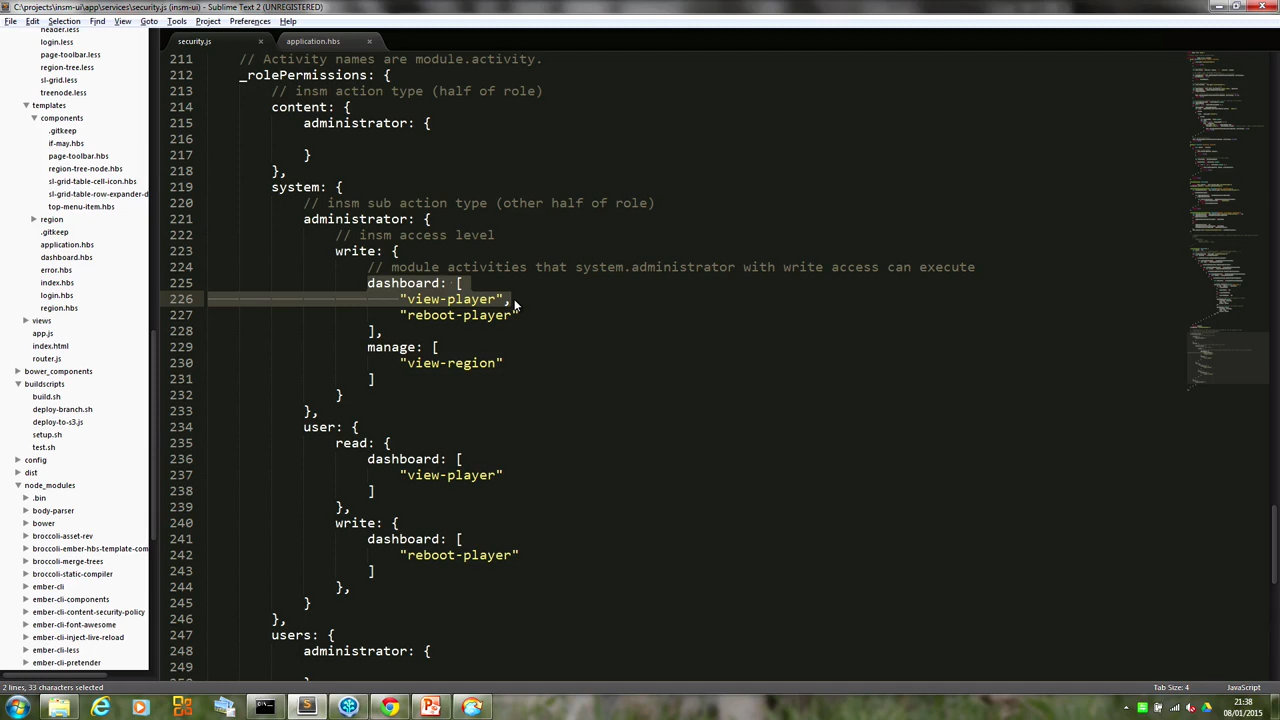 C:\projects\insm-ui\app\services\security.js (insm-ui) - Sublime Text 2 (UNREGISTERED)
File Edit Selection Find View Goto Tools Project Preferences Help
security.js × application.hbs ×
header.less
login.less
page-toolbar.less
region-tree.less
sl-grid.less
treenode.less
templates
components
.gitkeep
if-may.hbs
page-toolbar.hbs
region-tree-node.hbs
sl-grid-table-cell-icon.hbs
sl-grid-table-row-expander-d
top-menu-item.hbs
region
.gitkeep
application.hbs
dashboard.hbs
error.hbs
index.hbs
login.hbs
region.hbs
views
app.js
index.html
router.js
bower_components
buildscripts
build.sh
deploy-branch.sh
deploy-to-s3.js
setup.sh
test.sh
config
dist
node_modules
.bin
body-parser
bower
broccoli-asset-rev
broccoli-ember-hbs-template-com
broccoli-merge-trees
broccoli-static-compiler
ember-cli
ember-cli-components
ember-cli-content-security-policy
ember-cli-font-awesome
ember-cli-inject-live-reload
ember-cli-less
ember-cli-pretender
211 // Activity names are module.activity.
212 _rolePermissions: {
213 // insm action type (half of role)
214 content: {
215 administrator: {
216
217 }
218 },
219 system: {
220 // insm sub action type (other half of role)
221 administrator: {
222 // insm acess level
223 write: {
224 // module activities that system.administrator with write access can
225 dashboard: [
226 "view-player",
227 "reboot-player"
228 ],
229 manage: [
230 "view-region"
231 ]
232 }
233 },
234 user: {
235 read: {
236 dashboard: [
237 "view-player"
238 ]
239 },
240 write: {
241 dashboard: [
242 "reboot-player"
243 ]
244 },
245 }
246 },
247 users: {
248 administrator: {
249
2 lines, 33 characters selected
Tab Size: 4 JavaScript
21:38
08/01/2015